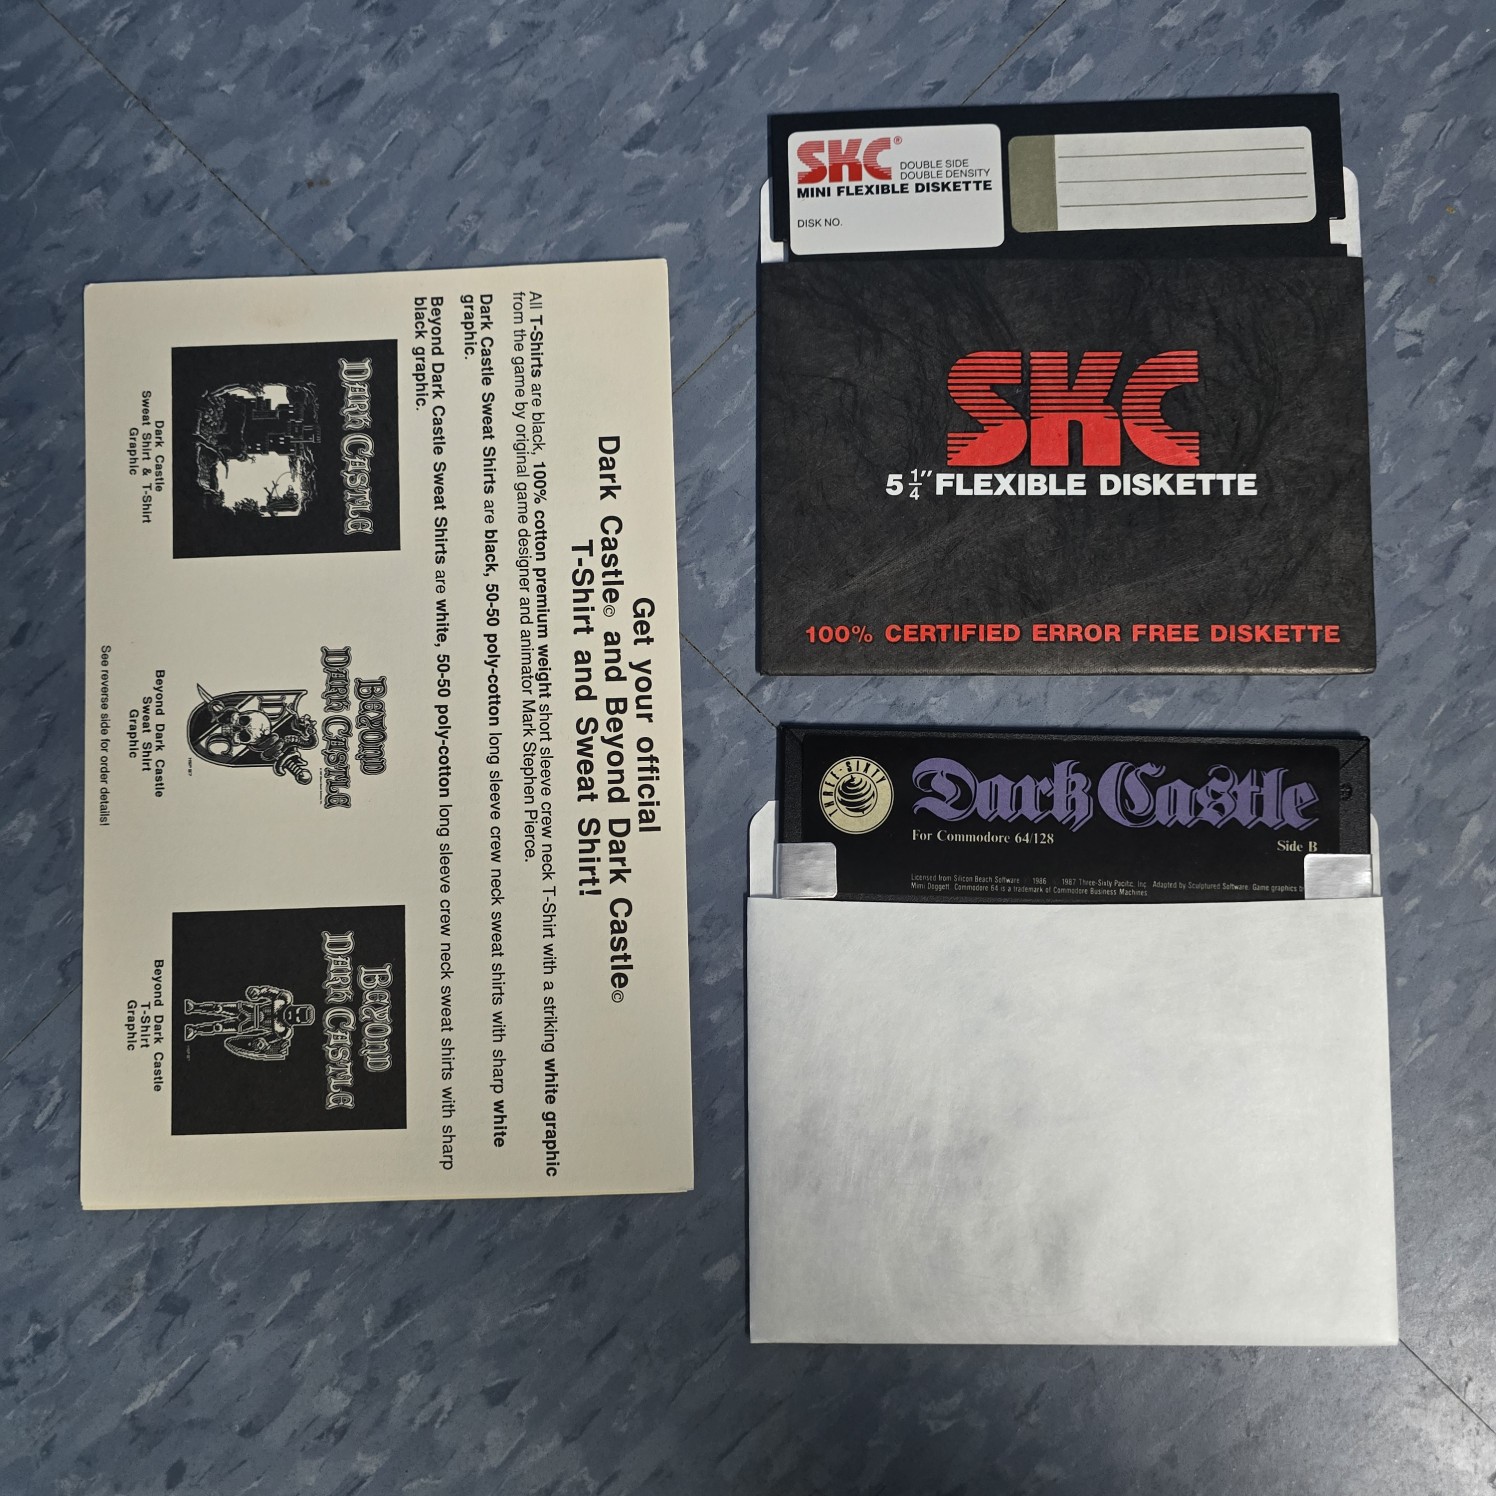 Get your official
Dark Castle© and Beyond Dark Castle©
T-Shirt and Sweat Shirt!
All T-Shirts are black, 100% cotton premium weight short sleeve crew neck T-Shirt with a striking white graphic
from the game by original game designer and animator Mark Stephen Pierce.
Dark Castle Sweat Shirts are black, 50-50 poly-cotton long sleeve crew neck sweat shirts with sharp white
graphic.
Beyond Dark Castle Sweat Shirts are white, 50-50 poly-cotton long sleeve crew neck sweat shirts with sharp
black graphic.
DARK CASTLE
Dark Castle
Sweat Shirt & T-Shirt
Graphic
BEYOND
DARK CASTLE
Beyond Dark Castle
Sweat Shirt
Graphic
BEYOND
DARK CASTLE
Beyond Dark Castle
T-Shirt
Graphic
See reverse side for order details!
SKC®
DOUBLE SIDE
DOUBLE DENSITY
MINI FLEXIBLE DISKETTE
DISK NO.
SKC
5 1/4" FLEXIBLE DISKETTE
100% CERTIFIED ERROR FREE DISKETTE
THREE-SIXTY
Dark Castle
For Commodore 64/128
Side B
Licensed from Silicon Beach Software 1986 1987 Three-Sixty Pacific, Inc. Adapted by Sculptured Software. Game graphics
Mimi Doggett. Commodore 64 is a trademark of Commodore Business Machines.